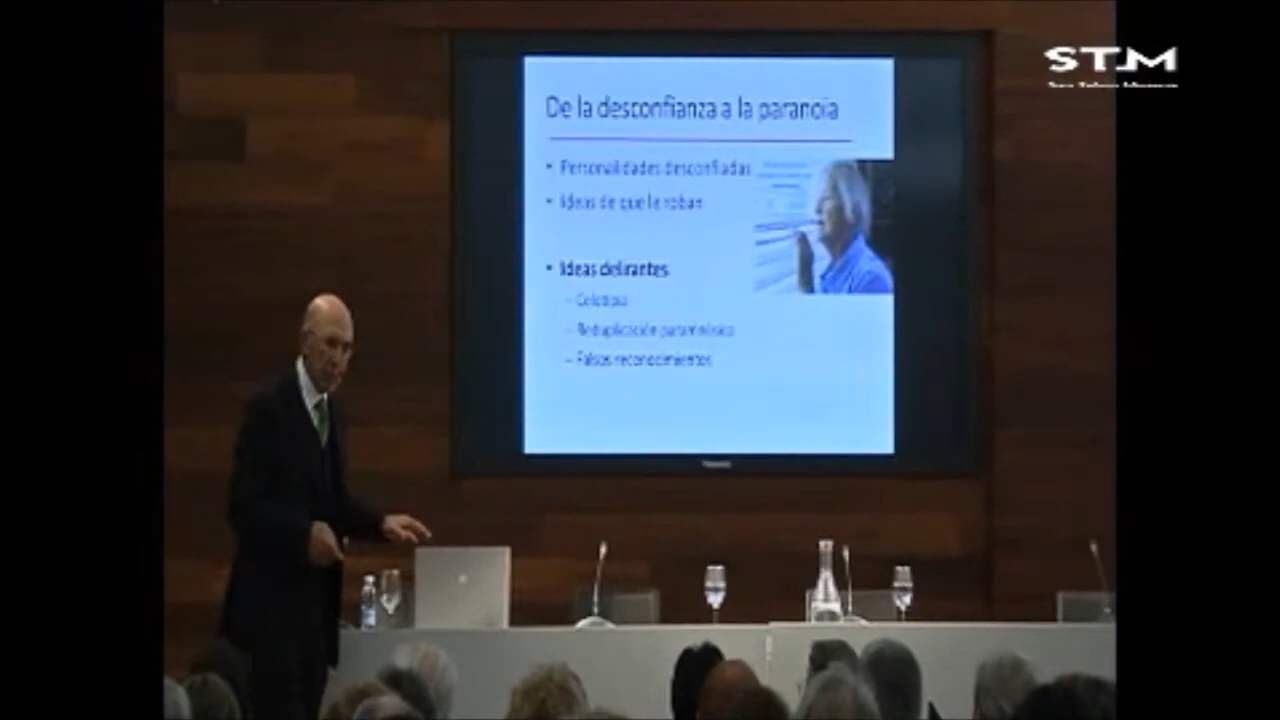 STM
De la desconfianza a la paranoia
• Personalidades desconfiadas
• Ideas de que le roban
• Ideas delirantes
– Celotipia
– Reduplicación paramnésica
– Falsos reconocimientos